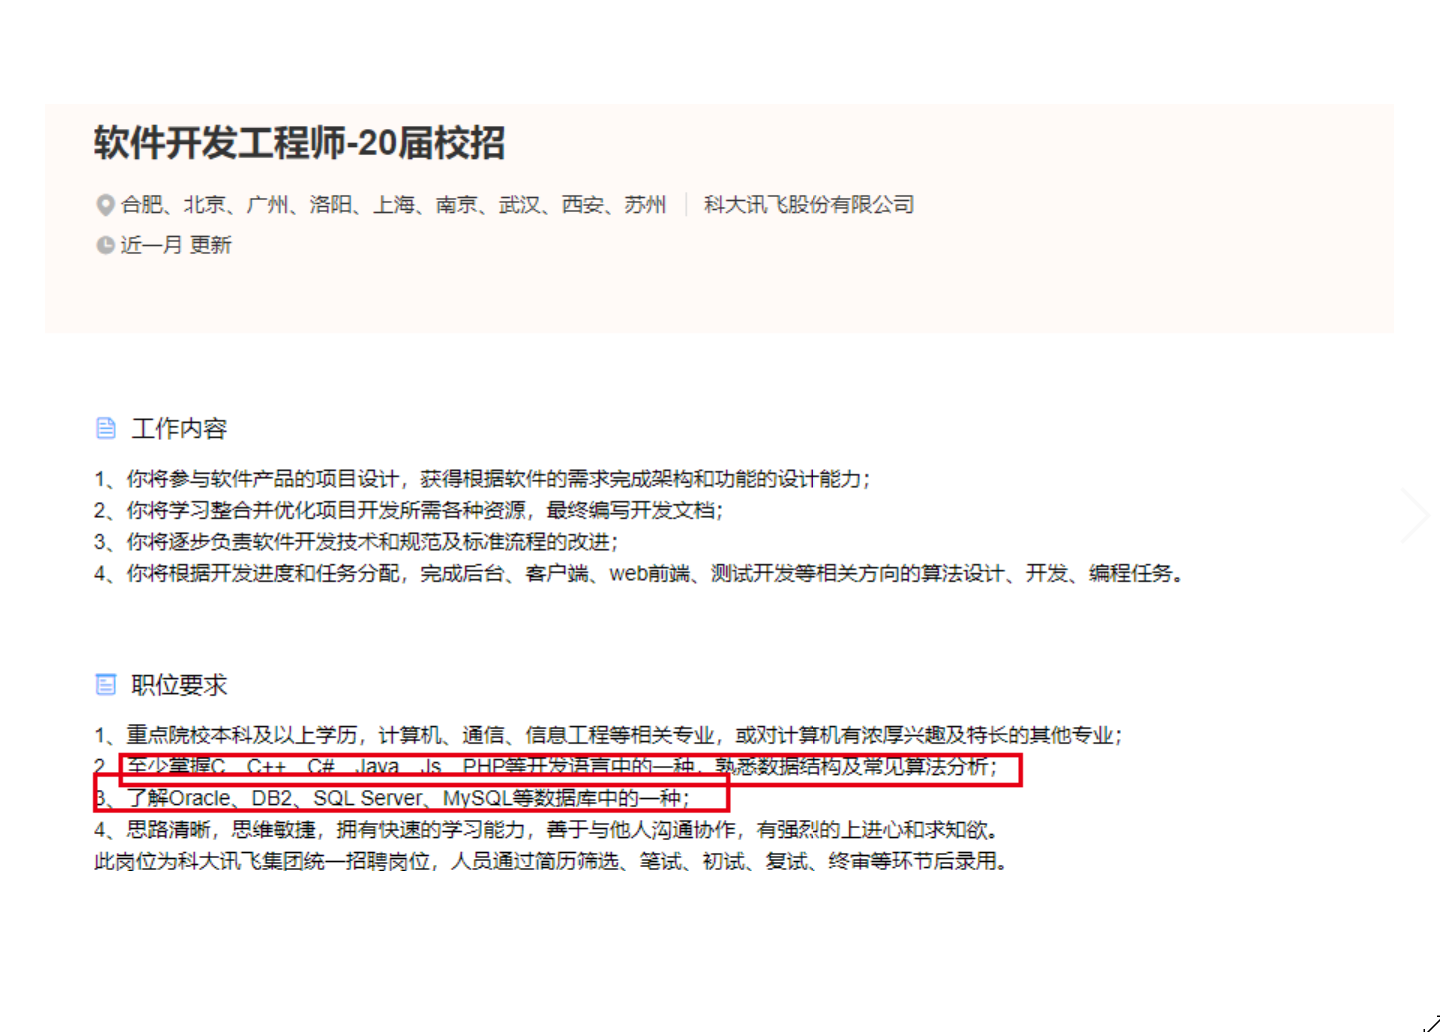 软件开发工程师-20届校招
合肥、北京、广州、洛阳、上海、南京、武汉、西安、苏州 科大讯飞股份有限公司
近一月 更新
工作内容
1、你将参与软件产品的项目设计，获得根据软件的需求完成架构和功能的设计能力；
2、你将学习整合并优化项目开发所需各种资源，最终编写开发文档；
3、你将逐步负责软件开发技术和规范及标准流程的改进；
4、你将根据开发进度和任务分配，完成后台、客户端、web前端、测试开发等相关方向的算法设计、开发、编程任务。
职位要求
1、重点院校本科及以上学历，计算机、通信、信息工程等相关专业，或对计算机有浓厚兴趣及特长的其他专业；
2、至少掌握C、C++、C#、Java、Js、PHP等开发语言中的一种，熟悉数据结构及常见算法分析；
3、了解Oracle、DB2、SQL Server、MySQL等数据库中的一种；
4、思路清晰，思维敏捷，拥有快速的学习能力，善于与他人沟通协作，有强烈的上进心和求知欲。
此岗位为科大讯飞集团统一招聘岗位，人员通过简历筛选、笔试、初试、复试、终审等环节后录用。